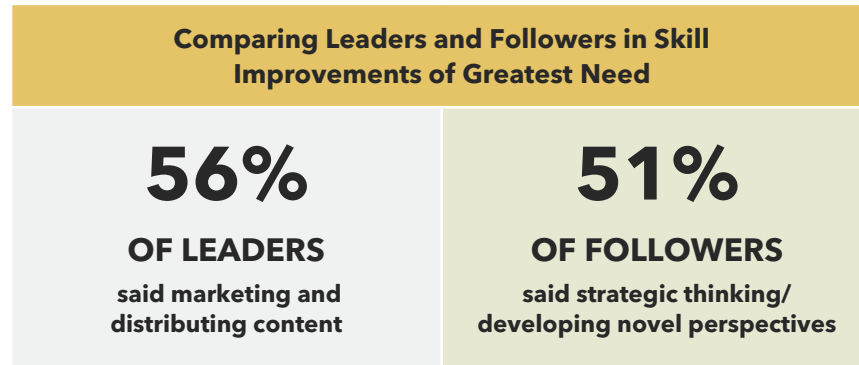 Comparing Leaders and Followers in Skill
Improvements of Greatest Need
56%
OF LEADERS
said marketing and
distributing content
51%
OF FOLLOWERS
said strategic thinking/
developing novel perspectives